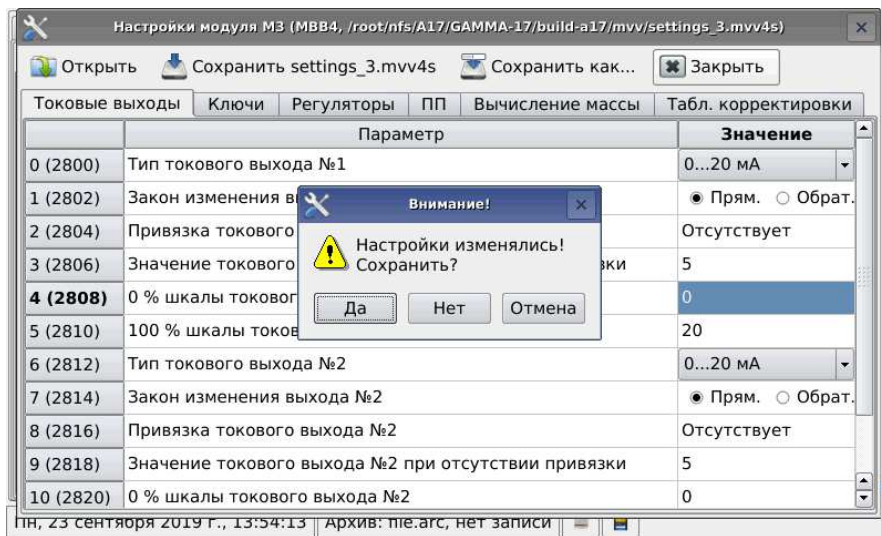 Настройки модуля М3 (МВВ4, /root/nfs/A17/GAMMA-17/build-a17/mvv/settings_3.mvv4s)
Открыть Сохранить settings_3.mvv4s Сохранить как... Закрыть
Токовые выходы Ключи Регуляторы ПП Вычисление массы Табл. корректировки
Параметр Значение
0 (2800) Тип токового выхода №1 0...20 мА
1 (2802) Закон изменения в Прям. Обрат.
2 (2804) Привязка токового Отсутствует
3 (2806) Значение токового зки 5
4 (2808) 0 % шкалы токовог 0
5 (2810) 100 % шкалы токов 20
6 (2812) Тип токового выхода №2 0...20 мА
7 (2814) Закон изменения выхода №2 Прям. Обрат.
8 (2816) Привязка токового выхода №2 Отсутствует
9 (2818) Значение токового выхода №2 при отсутствии привязки 5
10 (2820) 0 % шкалы токового выхода №2 0
Внимание!
Настройки изменялись!
Сохранить?
Да Нет Отмена
Пн, 23 сентября 2019 г., 13:54:13 Архив: file.arc, нет записи